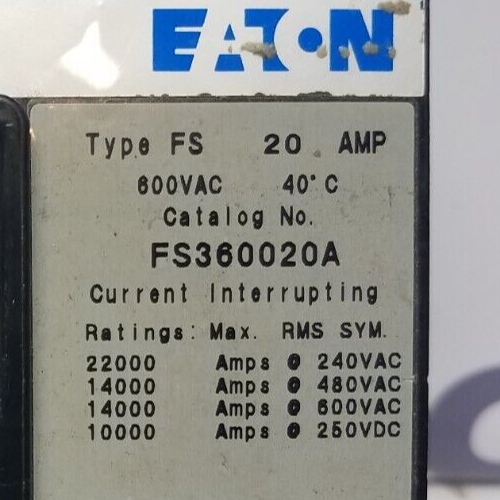 EATON
Type FS 20 AMP
600VAC 40°C
Catalog No.
FS360020A
Current Interrupting
Ratings: Max. RMS SYM.
22000 Amps @ 240VAC
14000 Amps @ 480VAC
14000 Amps @ 600VAC
10000 Amps @ 250VDC